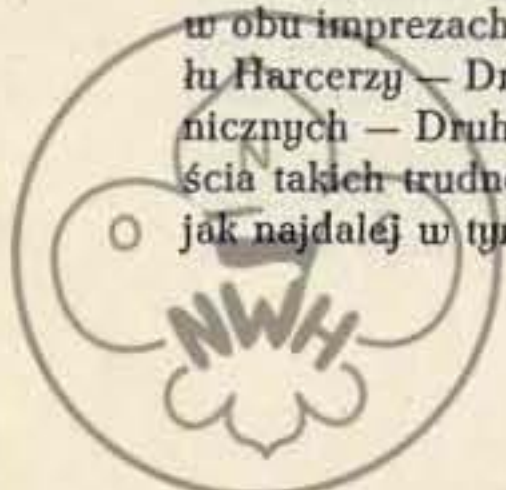 w obu imprezach
łu Harcerzy — Dr
nicznych — Druh
ścia takich trudn
jak najdalej w ty
O
N
NWH